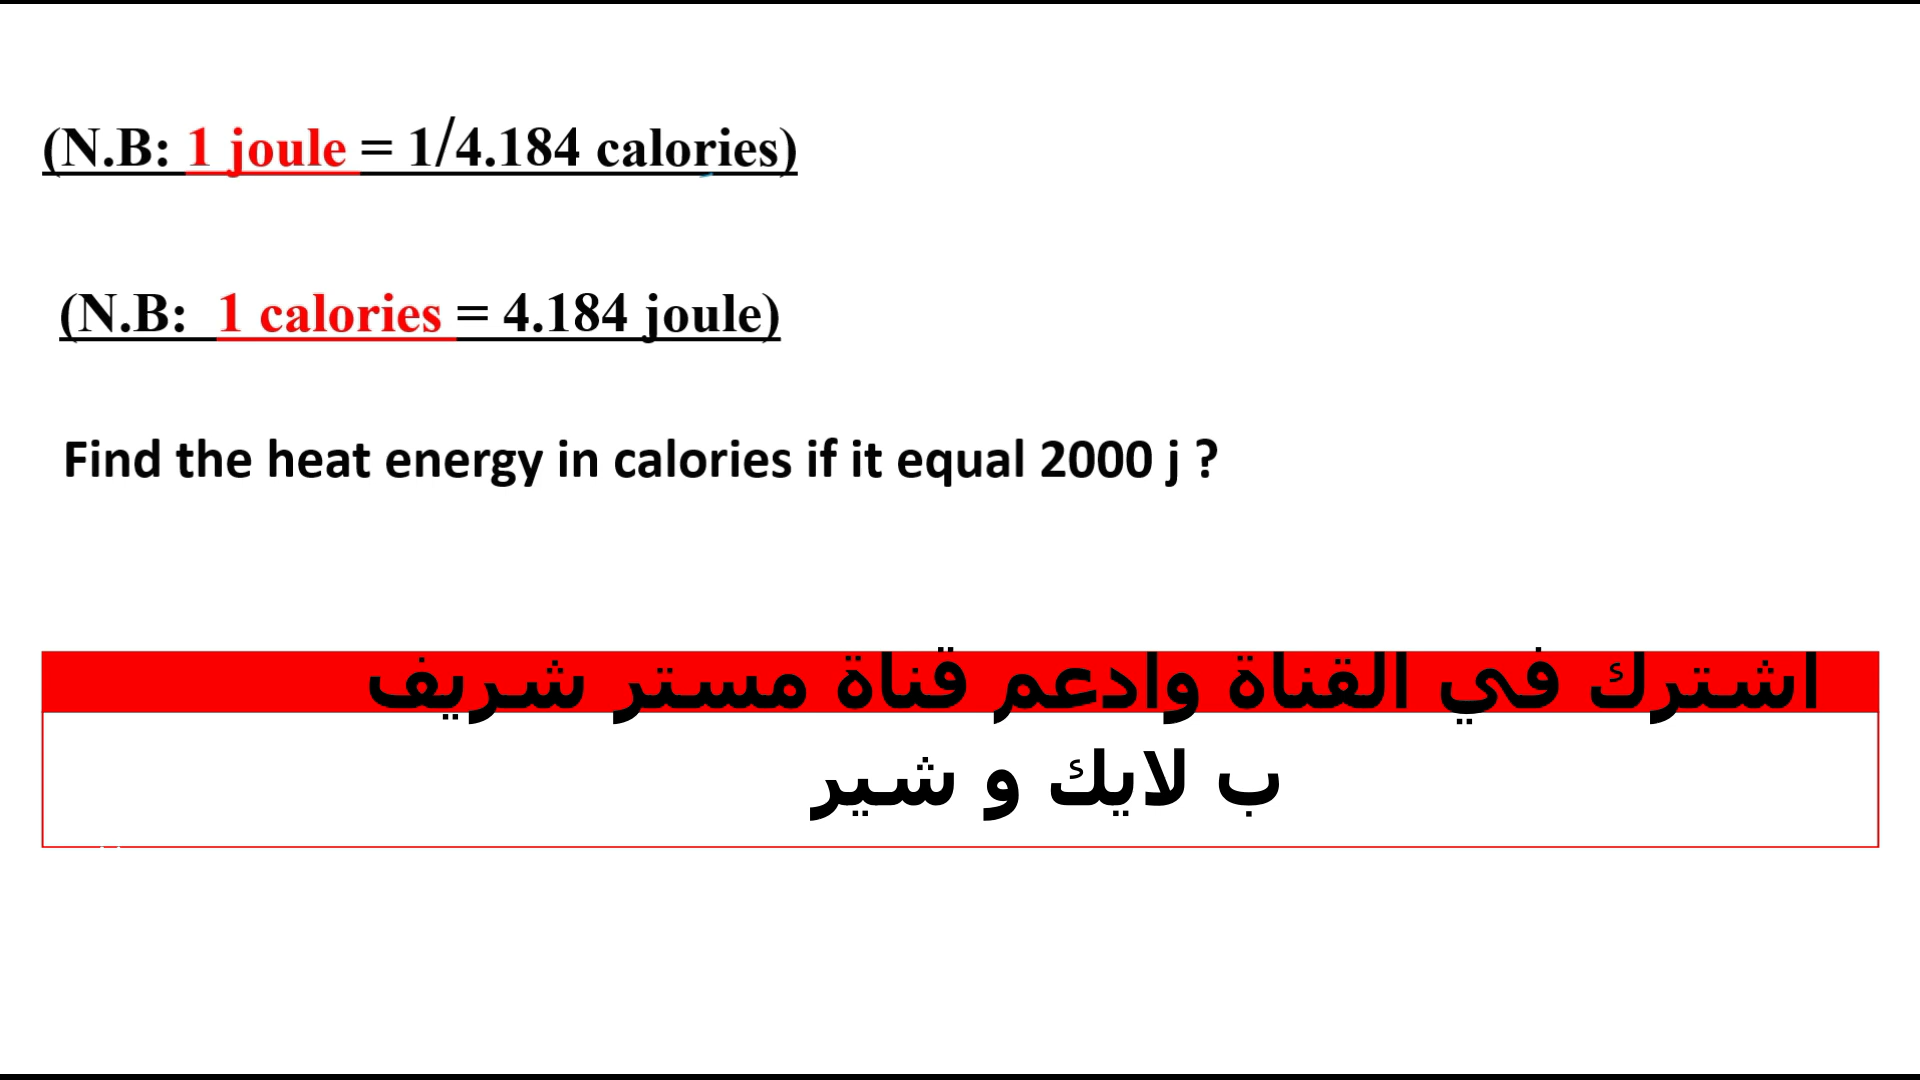 (N.B: 1 joule = 1/4.184 calories)
(N.B:  1 calories = 4.184 joule)
Find the heat energy in calories if it equal 2000 j ?
اشترك في القناة وادعم قناة مستر شريف
ب لايك و شير